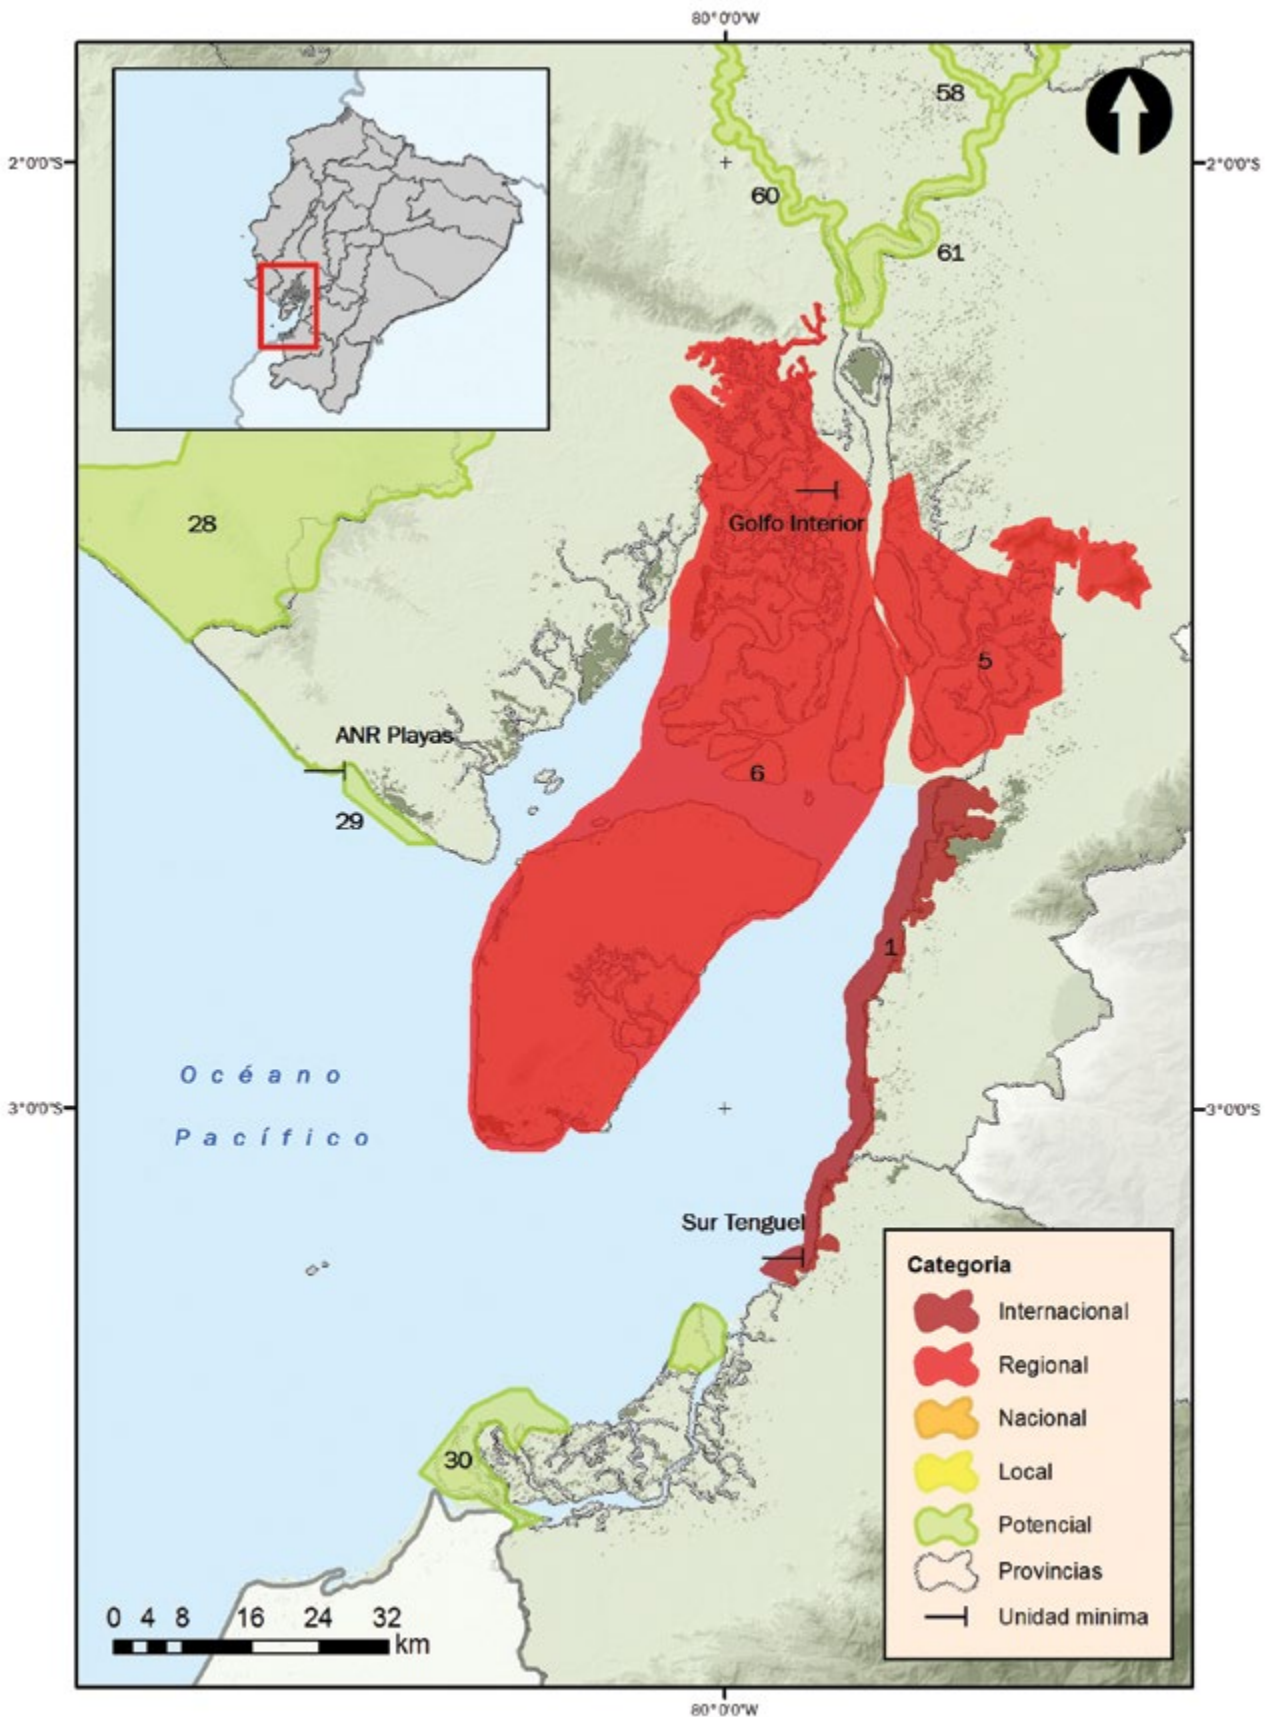 80°0'0"W
58
2°0'0"S
2°0'0"S
60
61
28
Golfo Interior
5
ANR Playas
6
29
1
Océano
Pacífico
3°0'0"S
3°0'0"S
Sur Tenguel
Categoria
Internacional
Regional
Nacional
Local
Potencial
Provincias
Unidad minima
30
0 4 8 16 24 32
km
80°0'0"W